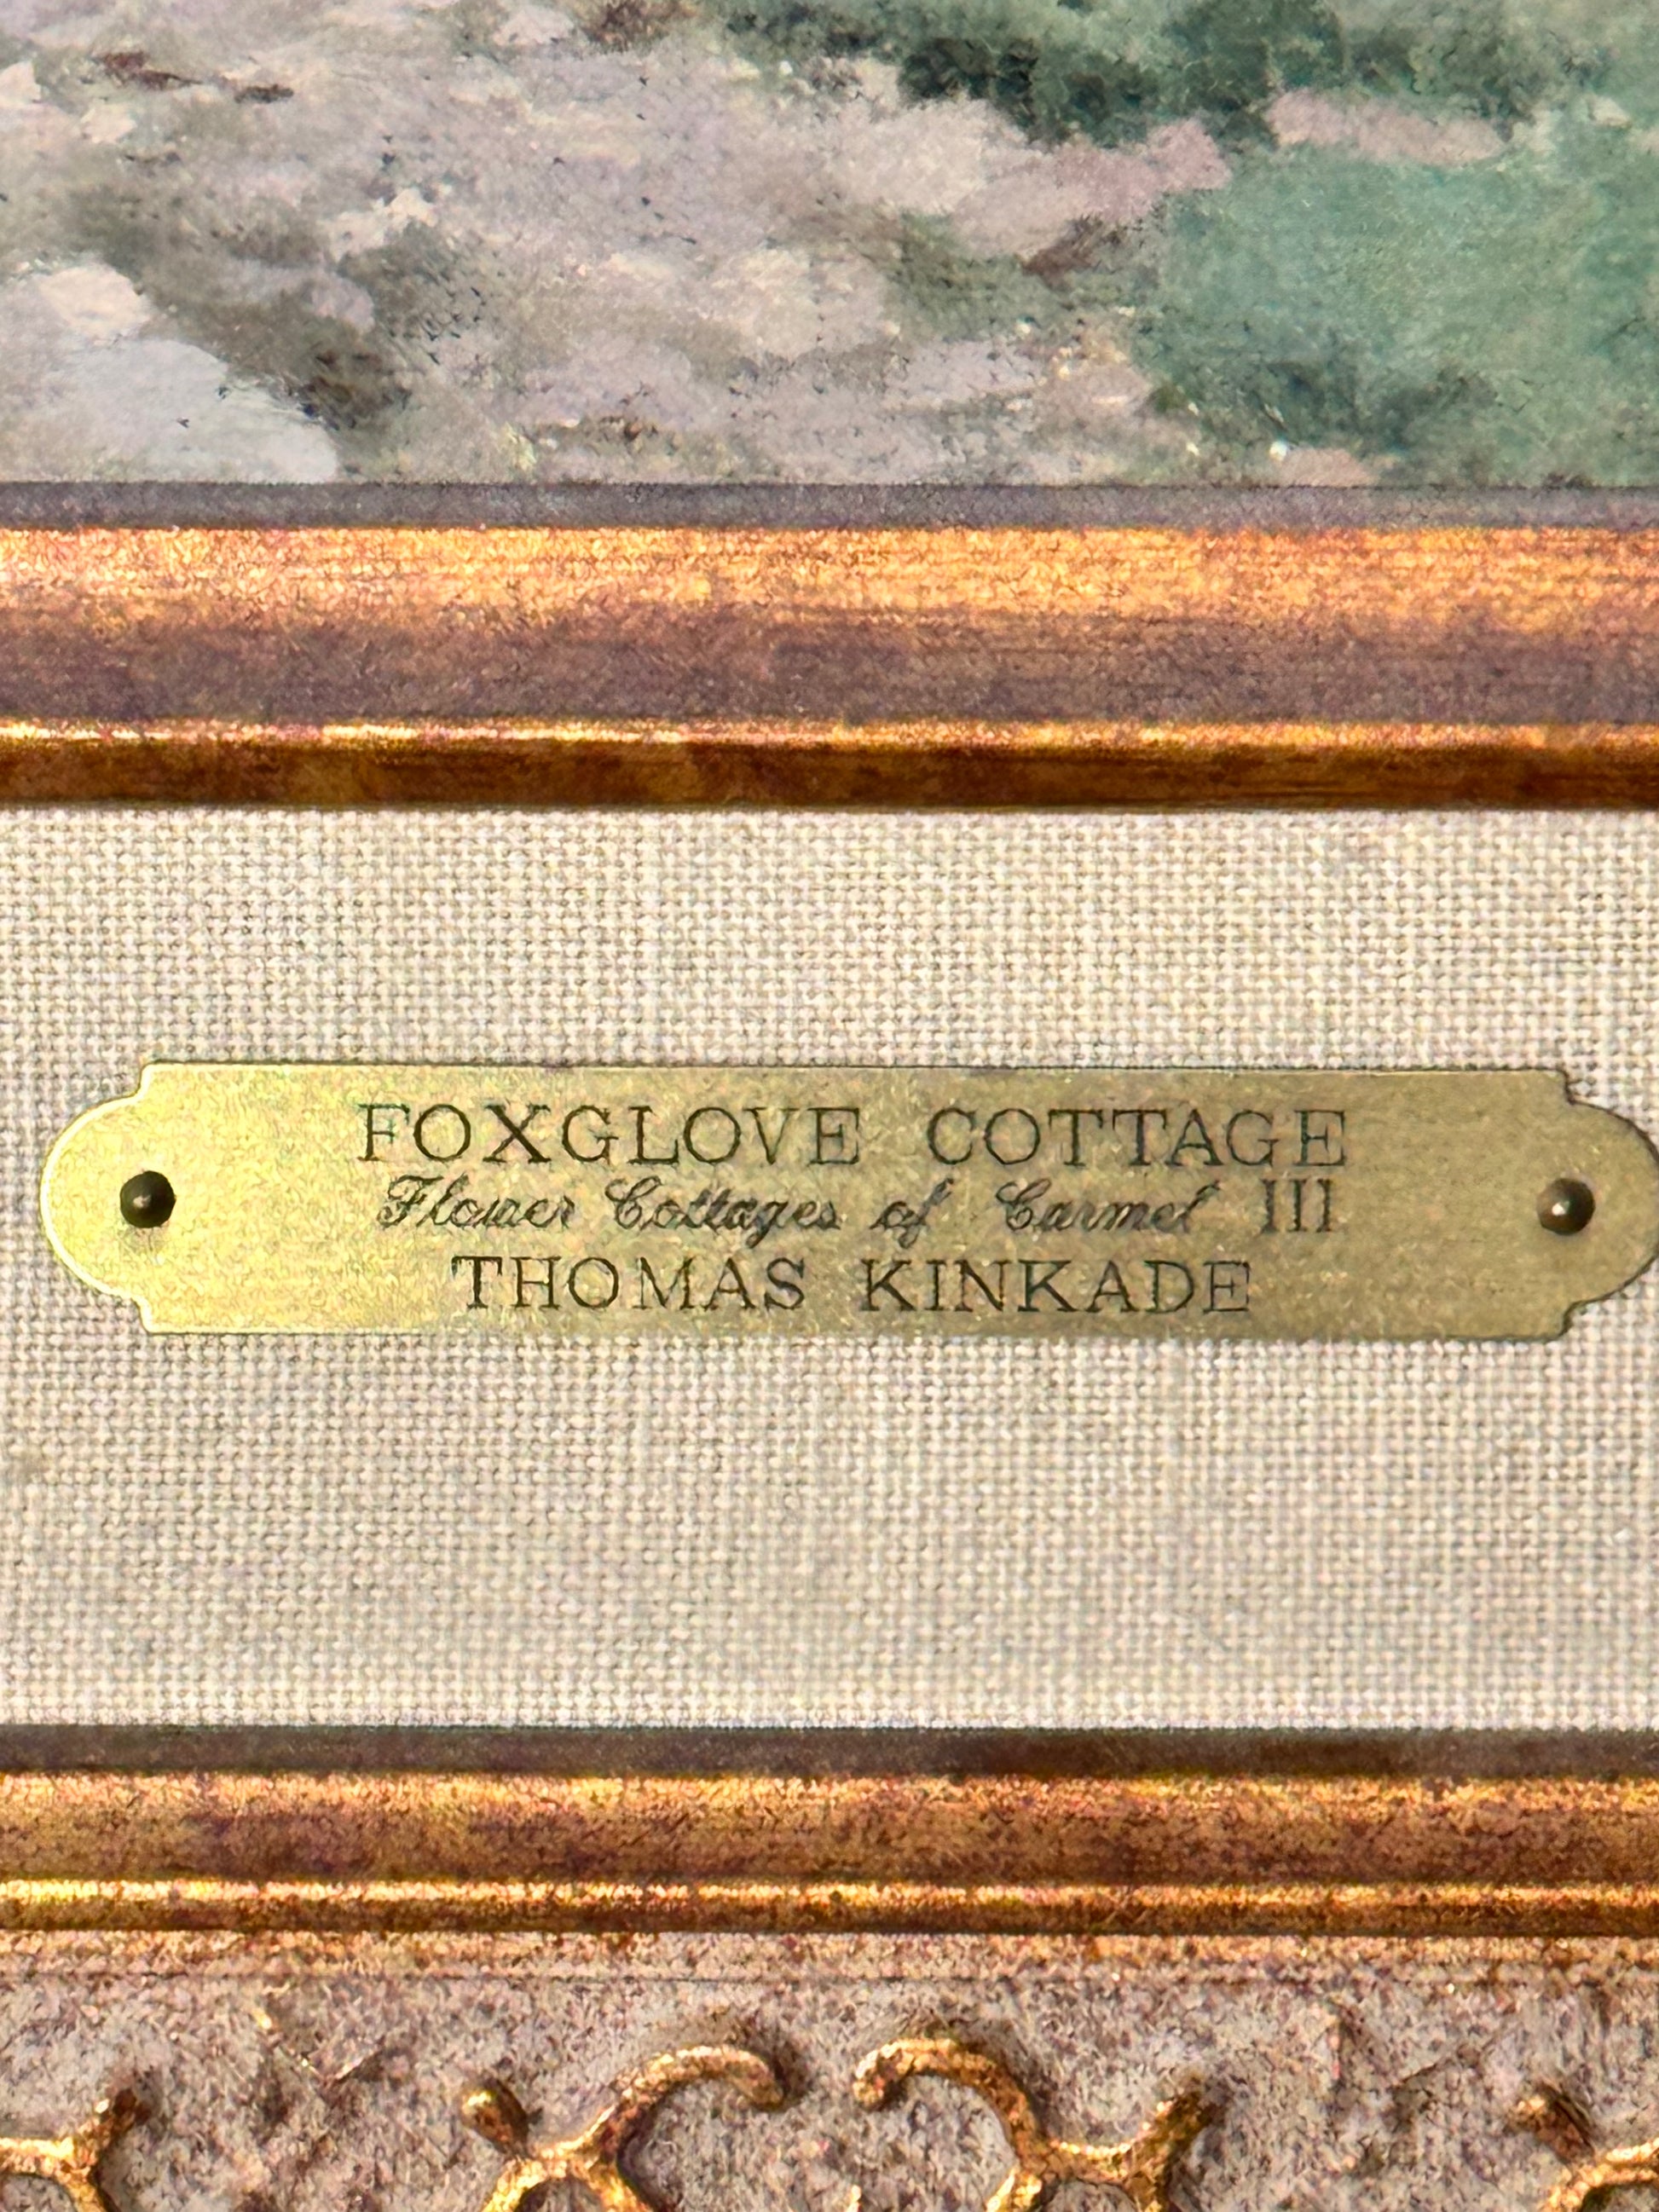 FOXGLOVE COTTAGE
Flower Cottages of Carmel III
THOMAS KINKADE